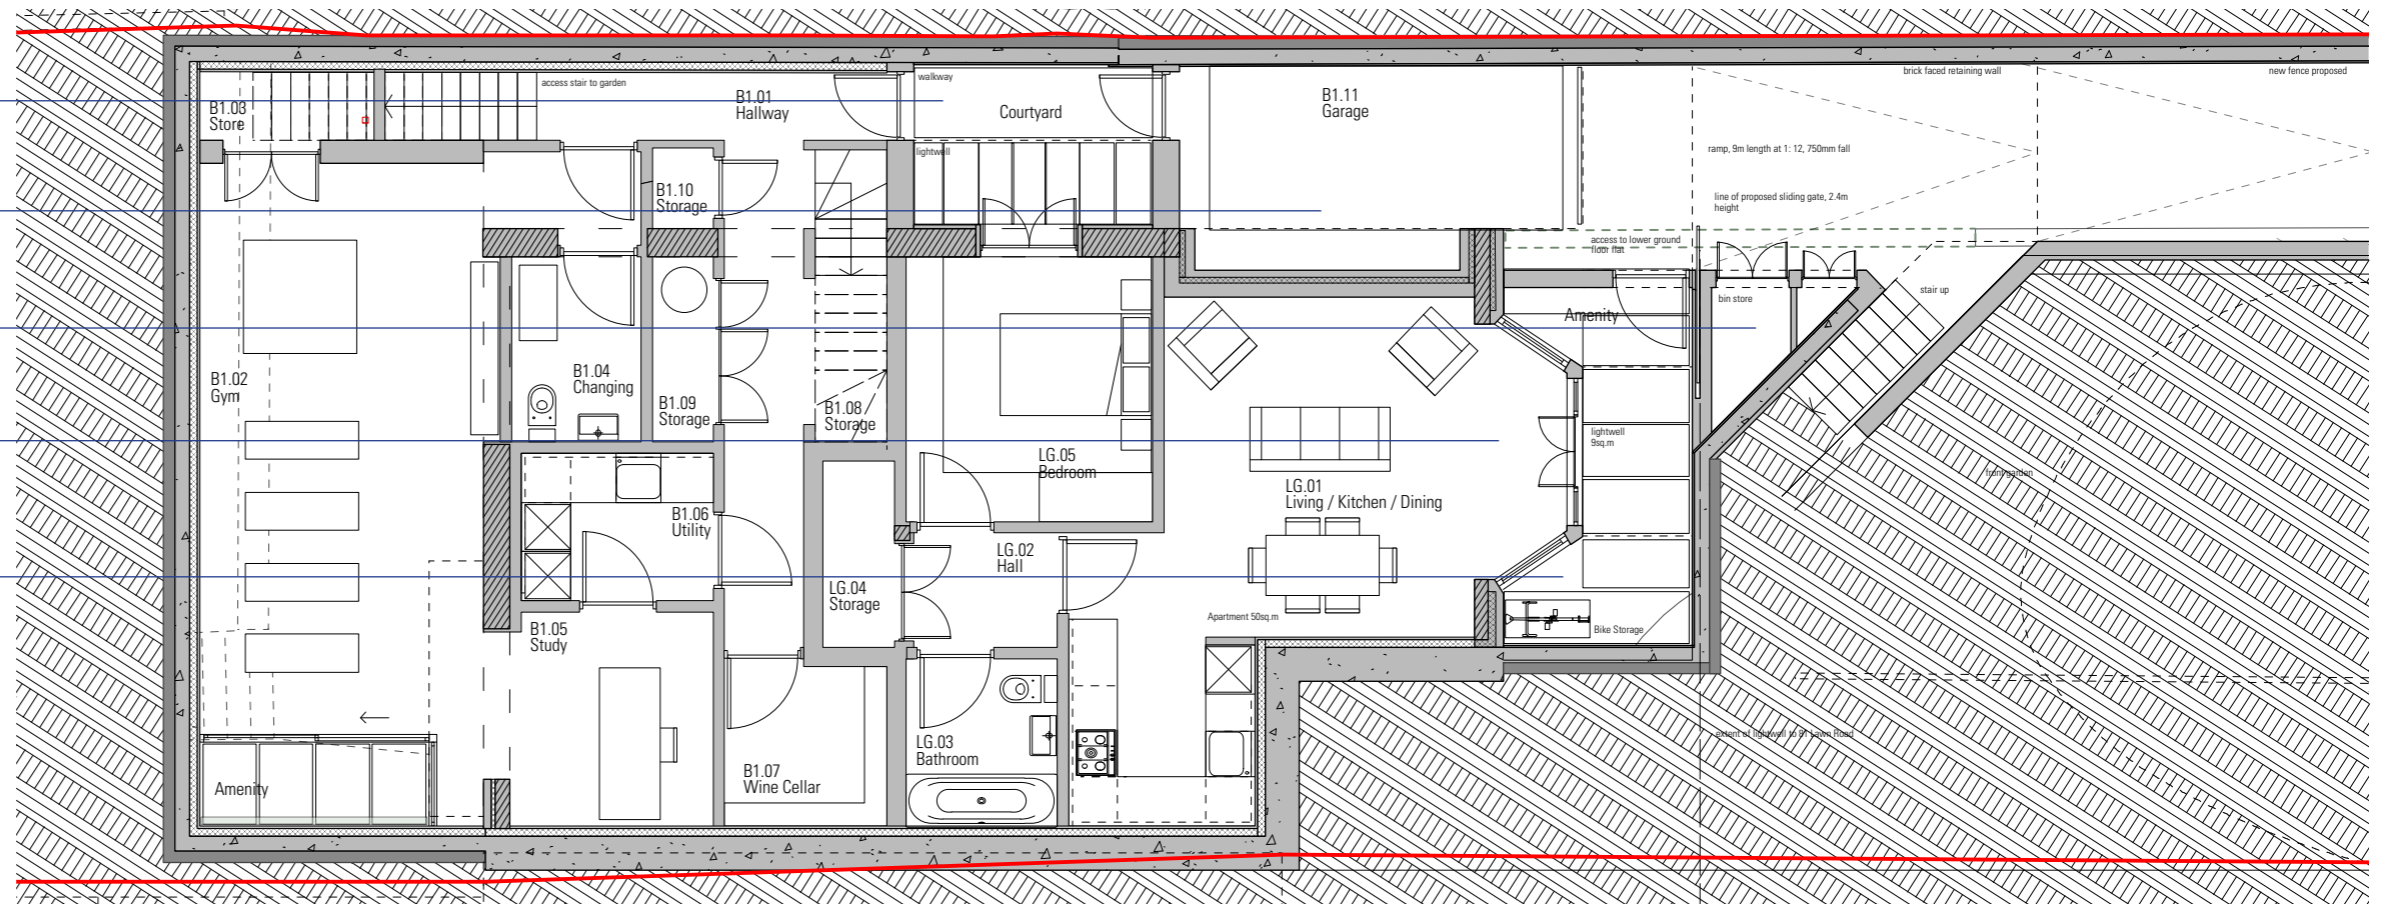 access stair to garden
walkway
brick faced retaining wall
new fence proposed
B1.03
Store
B1.01
Hallway
Courtyard
B1.11
Garage
lightwell
ramp, 9m length at 1: 12, 750mm fall
B1.10
Storage
line of proposed sliding gate, 2.4m
height
access to lower ground
floor flat
bin store
stair up
Amenity
B1.02
Gym
B1.04
Changing
B1.09
Storage
B1.08
Storage
lightwell
9sq.m
LG.05
Bedroom
front garden
LG.01
Living / Kitchen / Dining
B1.06
Utility
LG.02
Hall
LG.04
Storage
Apartment 50sq.m
B1.05
Study
Bike Storage
extent of lightwell to 81 Lawn Road
LG.03
Bathroom
B1.07
Wine Cellar
Amenity